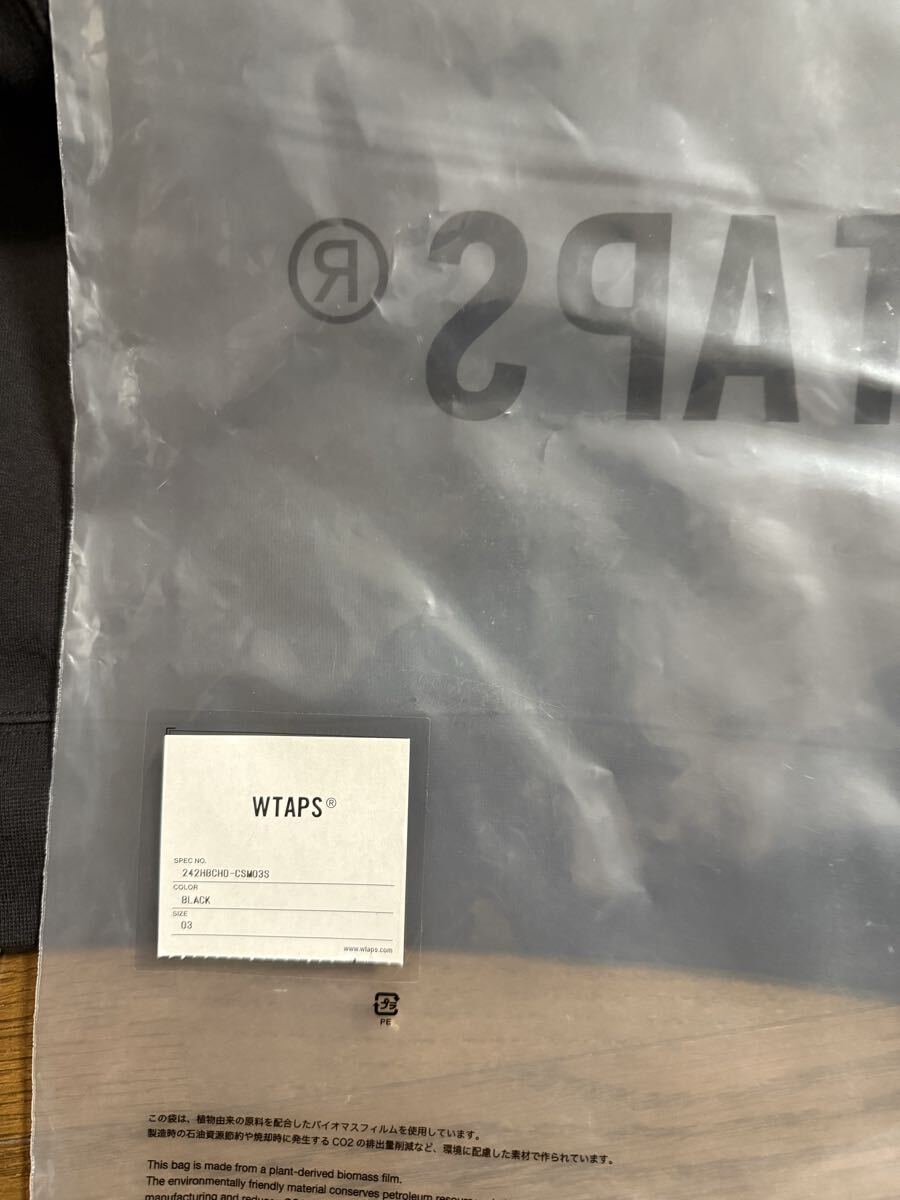 TAPS®
WTAPS®
SPEC NO.
242HBCHD-CSM03S
COLOR
BLACK
SIZE
03
www.wtaps.com
プラ
PE
この袋は、植物由来の原料を配合したバイオマスフィルムを使用しています。
製造時の石油資源節約や焼却時に発生する CO2 の排出量削減など、環境に配慮した素材で作られています。
This bag is made from a plant-derived biomass film.
The environmentally friendly material conserves petroleum
manufacturing and